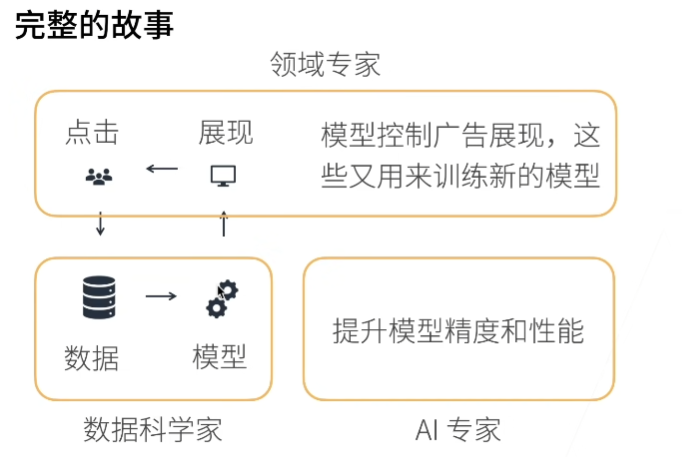 完整的故事
领域专家
点击
展现
模型控制广告展现，这
些又用来训练新的模型
数据
模型
提升模型精度和性能
数据科学家
AI 专家